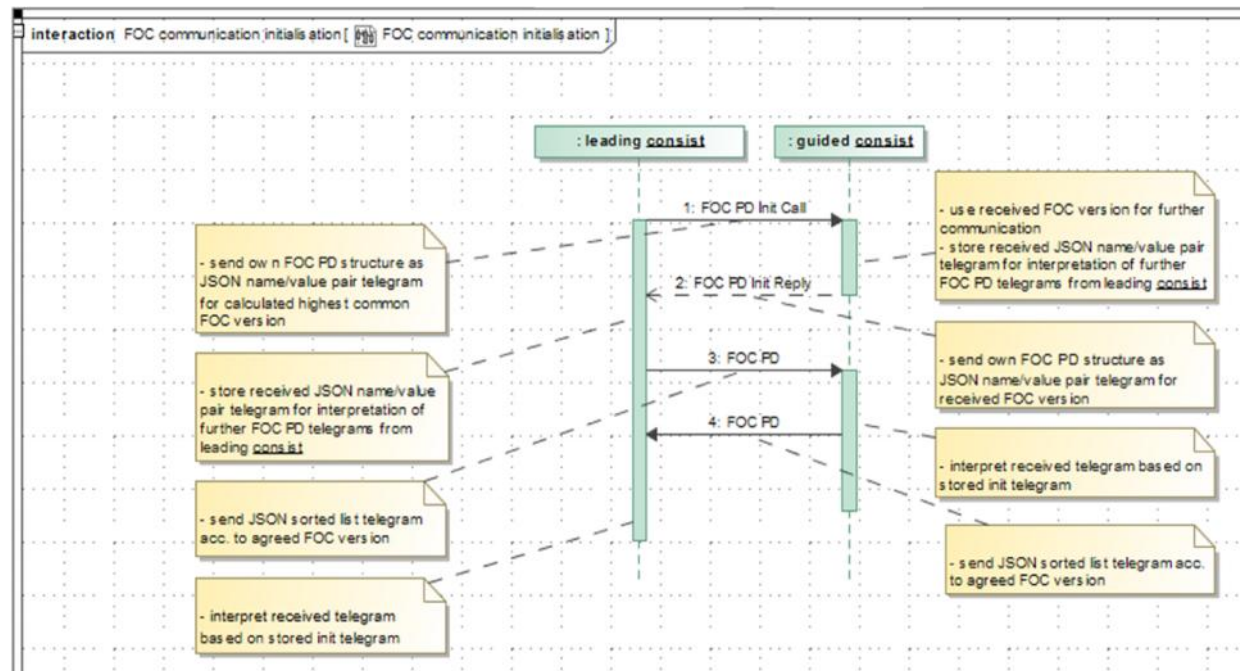 interaction FOC communication initialisation [ FOC communication initialisation ]
: leading consist
: guided consist
1: FOC PD Init Call
- use received FOC version for further
communication
- store received JSON name/value pair
telegram for interpretation of further
FOC PD telegrams from leading consist
- send own FOC PD structure as
JSON name/value pair telegram
for calculated highest common
FOC version
2: FOC PD Init Reply
- send own FOC PD structure as
JSON name/value pair telegram for
received FOC version
- store received JSON name/value
pair telegram for interpretation of
further FOC PD telegrams from
leading consist
3: FOC PD
4: FOC PD
- interpret received telegram based on
stored init telegram
- send JSON sorted list telegram
acc. to agreed FOC version
- send JSON sorted list telegram acc.
to agreed FOC version
- interpret received telegram
based on stored init telegram